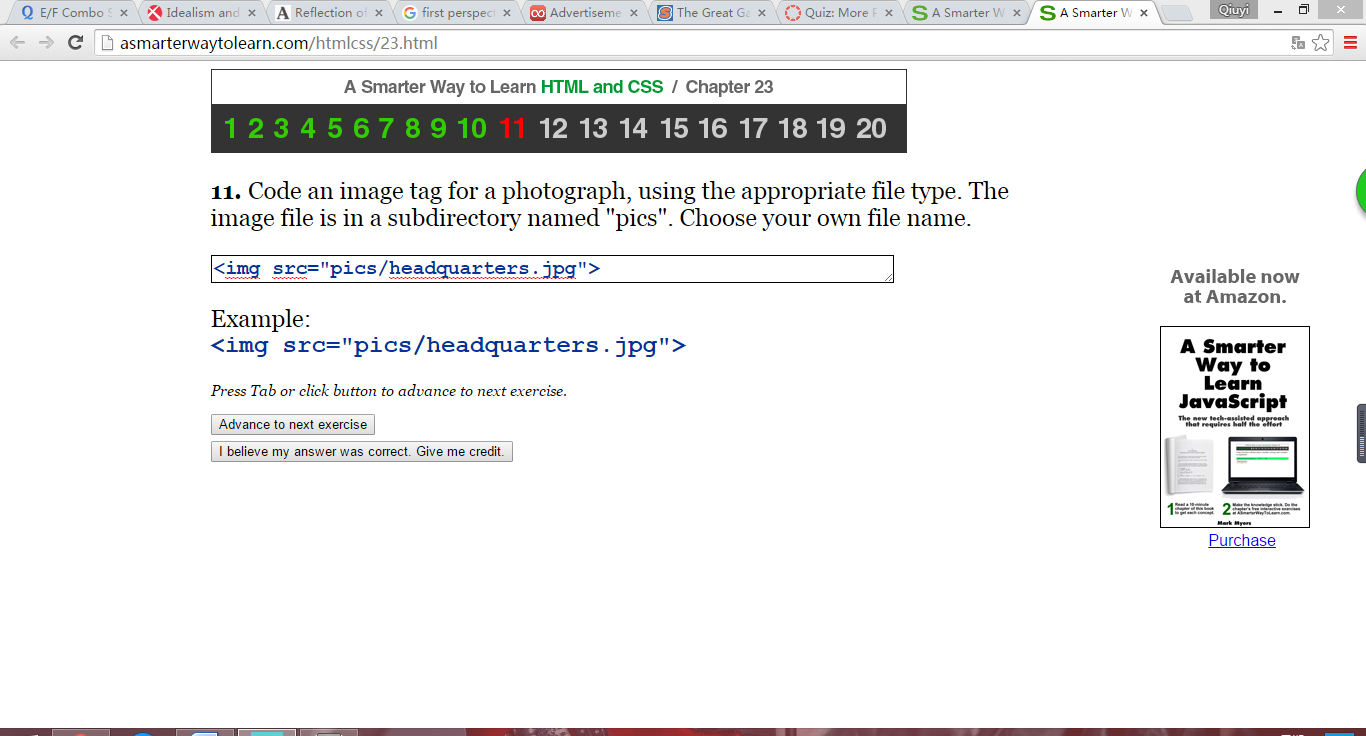 E/F Combo S
Idealism and
Reflection of
first perspect
Advertiseme
The Great Ga
Quiz: More P
A Smarter W
A Smarter W
Qiuyi
asmarterwaytolearn.com/htmlcss/23.html
A Smarter Way to Learn HTML and CSS / Chapter 23
1 2 3 4 5 6 7 8 9 10 11 12 13 14 15 16 17 18 19 20
11. Code an image tag for a photograph, using the appropriate file type. The
image file is in a subdirectory named "pics". Choose your own file name.
<img src="pics/headquarters.jpg">
Example:
<img src="pics/headquarters.jpg">
Press Tab or click button to advance to next exercise.
Advance to next exercise
I believe my answer was correct. Give me credit.
Available now
at Amazon.
A Smarter
Way to
Learn
JavaScript
The new tech-assisted approach
that requires half the effort
1 Read a 10-minute
chapter of this book
to get each concept.
2 Make the knowledge stick. Do the
chapter's free interactive exercises
at ASmarterWayToLearn.com.
Mark Myers
Purchase